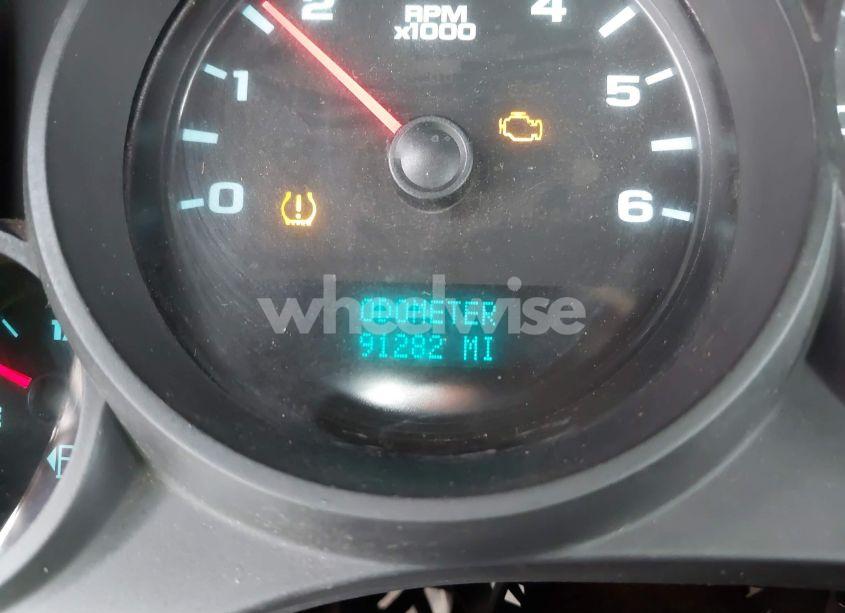 2
RPM
4
x1000
1
5
0
6
wheelwise
ODOMETER
91282 MI